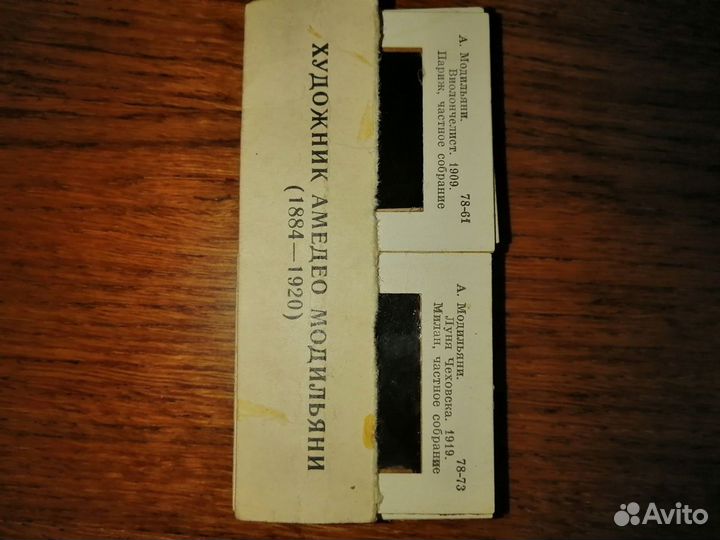 ХУДОЖНИК АМЕДЕО МОДИЛЬЯНИ
(1884—1920)
А. Модильяни.
Виолончелист. 1909.
Париж, частное собрание
78-61
А. Модильяни.
Луня Чеховска. 1919.
Милан, частное собрание
78-73
Avito